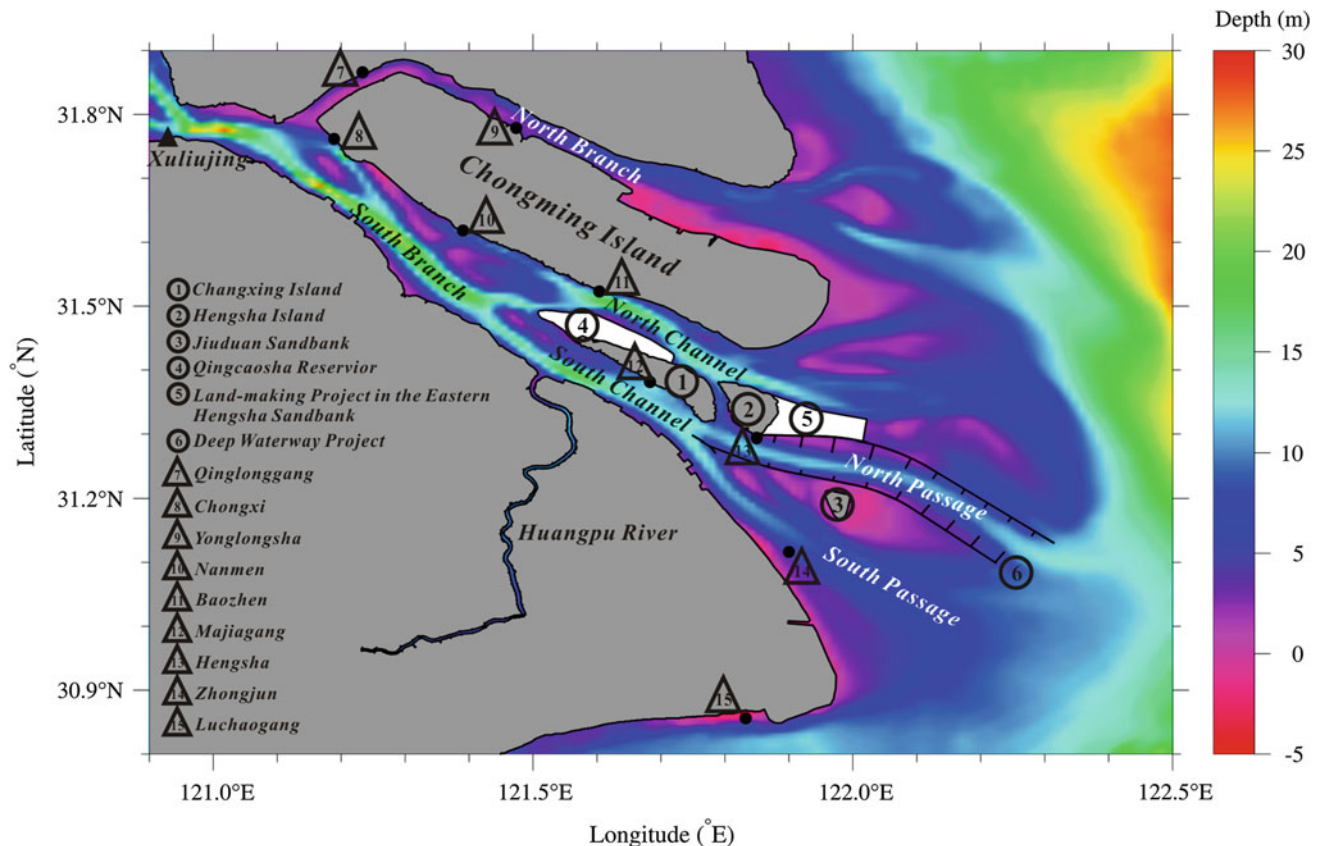 Depth (m)
30
25
20
15
10
5
0
-5
Latitude (°N)
31.8°N
31.5°N
31.2°N
30.9°N
121.0°E
121.5°E
122.0°E
122.5°E
Longitude (°E)
Xuliujing
North Branch
Chongming Island
South Branch
North Channel
South Channel
North Passage
South Passage
Huangpu River
7
8
9
10
11
4
12
1
2
5
13
3
14
6
15
1 Changxing Island
2 Hengsha Island
3 Jiuduan Sandbank
4 Qingcaosha Reservior
5 Land-making Project in the Eastern
Hengsha Sandbank
6 Deep Waterway Project
7 Qinglonggang
8 Chongxi
9 Yonglongsha
10 Nanmen
11 Baozhen
12 Majiagang
13 Hengsha
14 Zhongjun
15 Luchaogang